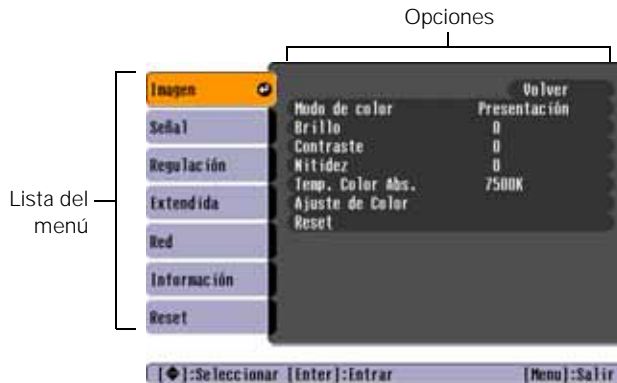 Opciones
Lista del menú
Imagen
Señal
Regulación
Extendida
Red
Información
Reset
Volver
Modo de color Presentación
Brillo 0
Contraste 0
Nitidez 0
Temp. Color Abs. 7500K
Ajuste de Color
Reset
[◆]:Seleccionar [Enter]:Entrar [Menu]:Salir